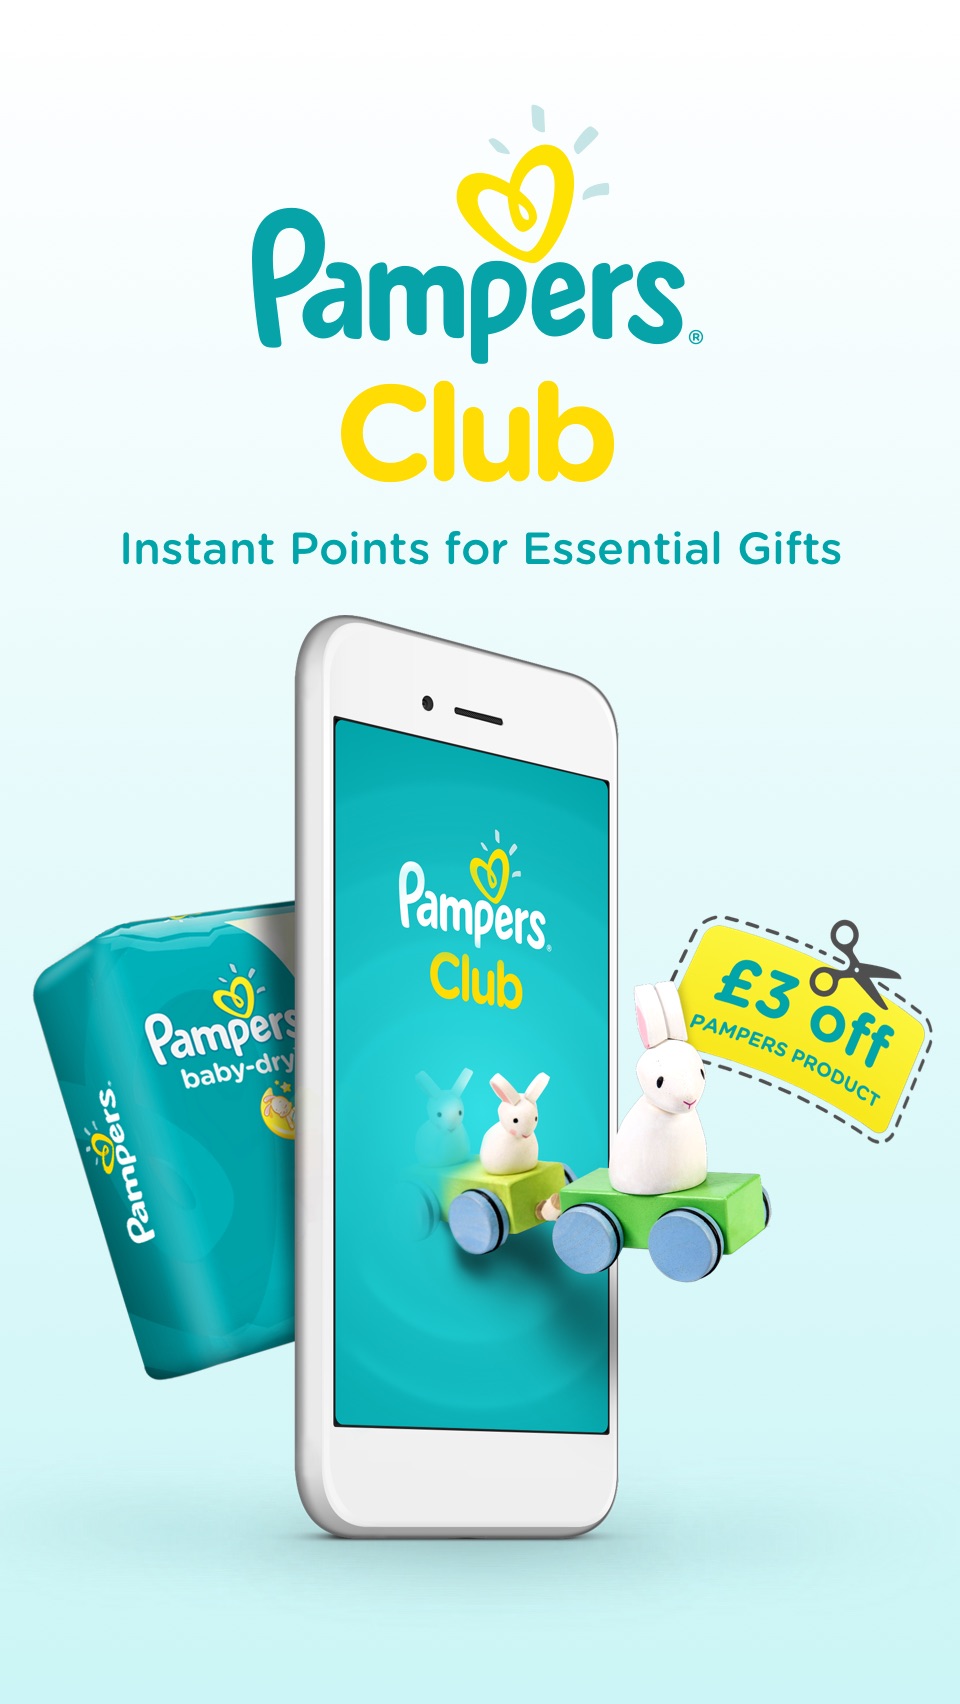 Pampers®
Club
Instant Points for Essential Gifts
Pampers®
Club
£3 off
PAMPERS PRODUCT
Pampers
baby-dry
Pampers®